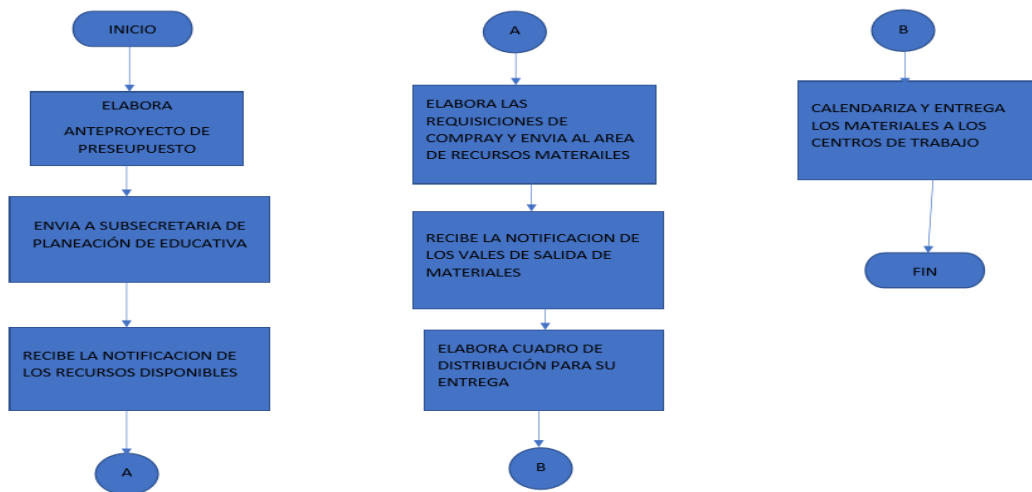 INICIO
ELABORA
ANTEPROYECTO DE
PRESEUPUESTO
ENVIA A SUBSECRETARIA DE
PLANEACIÓN DE EDUCATIVA
RECIBE LA NOTIFICACION DE
LOS RECURSOS DISPONIBLES
A
A
ELABORA LAS
REQUISICIONES DE
COMPRAY Y ENVIA AL AREA
DE RECURSOS MATERAILES
RECIBE LA NOTIFICACION DE
LOS VALES DE SALIDA DE
MATERIALES
ELABORA CUADRO DE
DISTRIBUCIÓN PARA SU
ENTREGA
B
B
CALENDARIZA Y ENTREGA
LOS MATERIALES A LOS
CENTROS DE TRABAJO
FIN